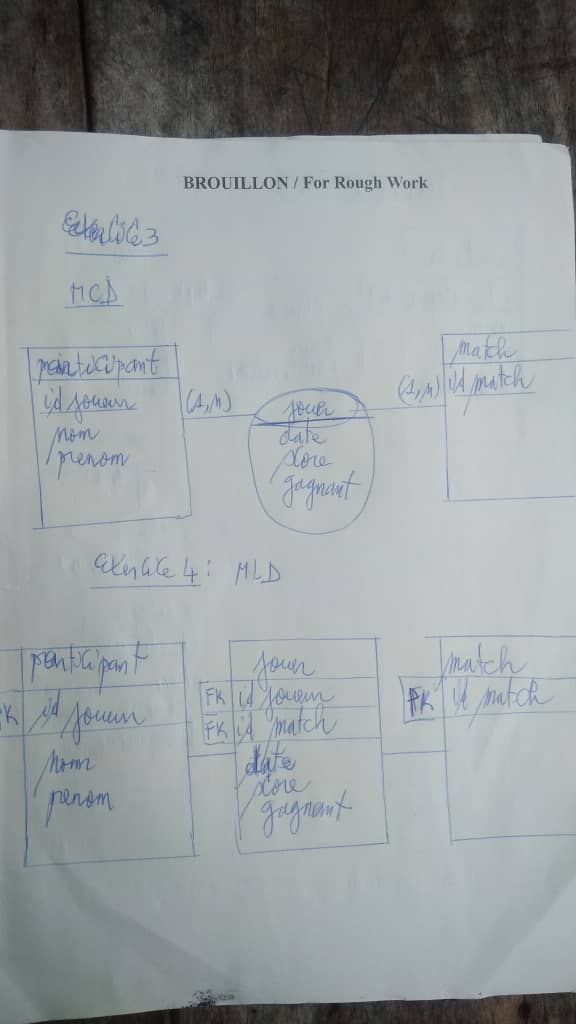 BROUILLON / For Rough Work
Exercice 3
MCD
participant
id joueur
nom
prenom
(1,n)
jouer
date
score
gagnant
(1,n)
match
id match
Exercice 4 : MLD
participant
id joueur
nom
prenom
jouer
FK id joueur
FK id match
date
score
gagnant
match
PK id match